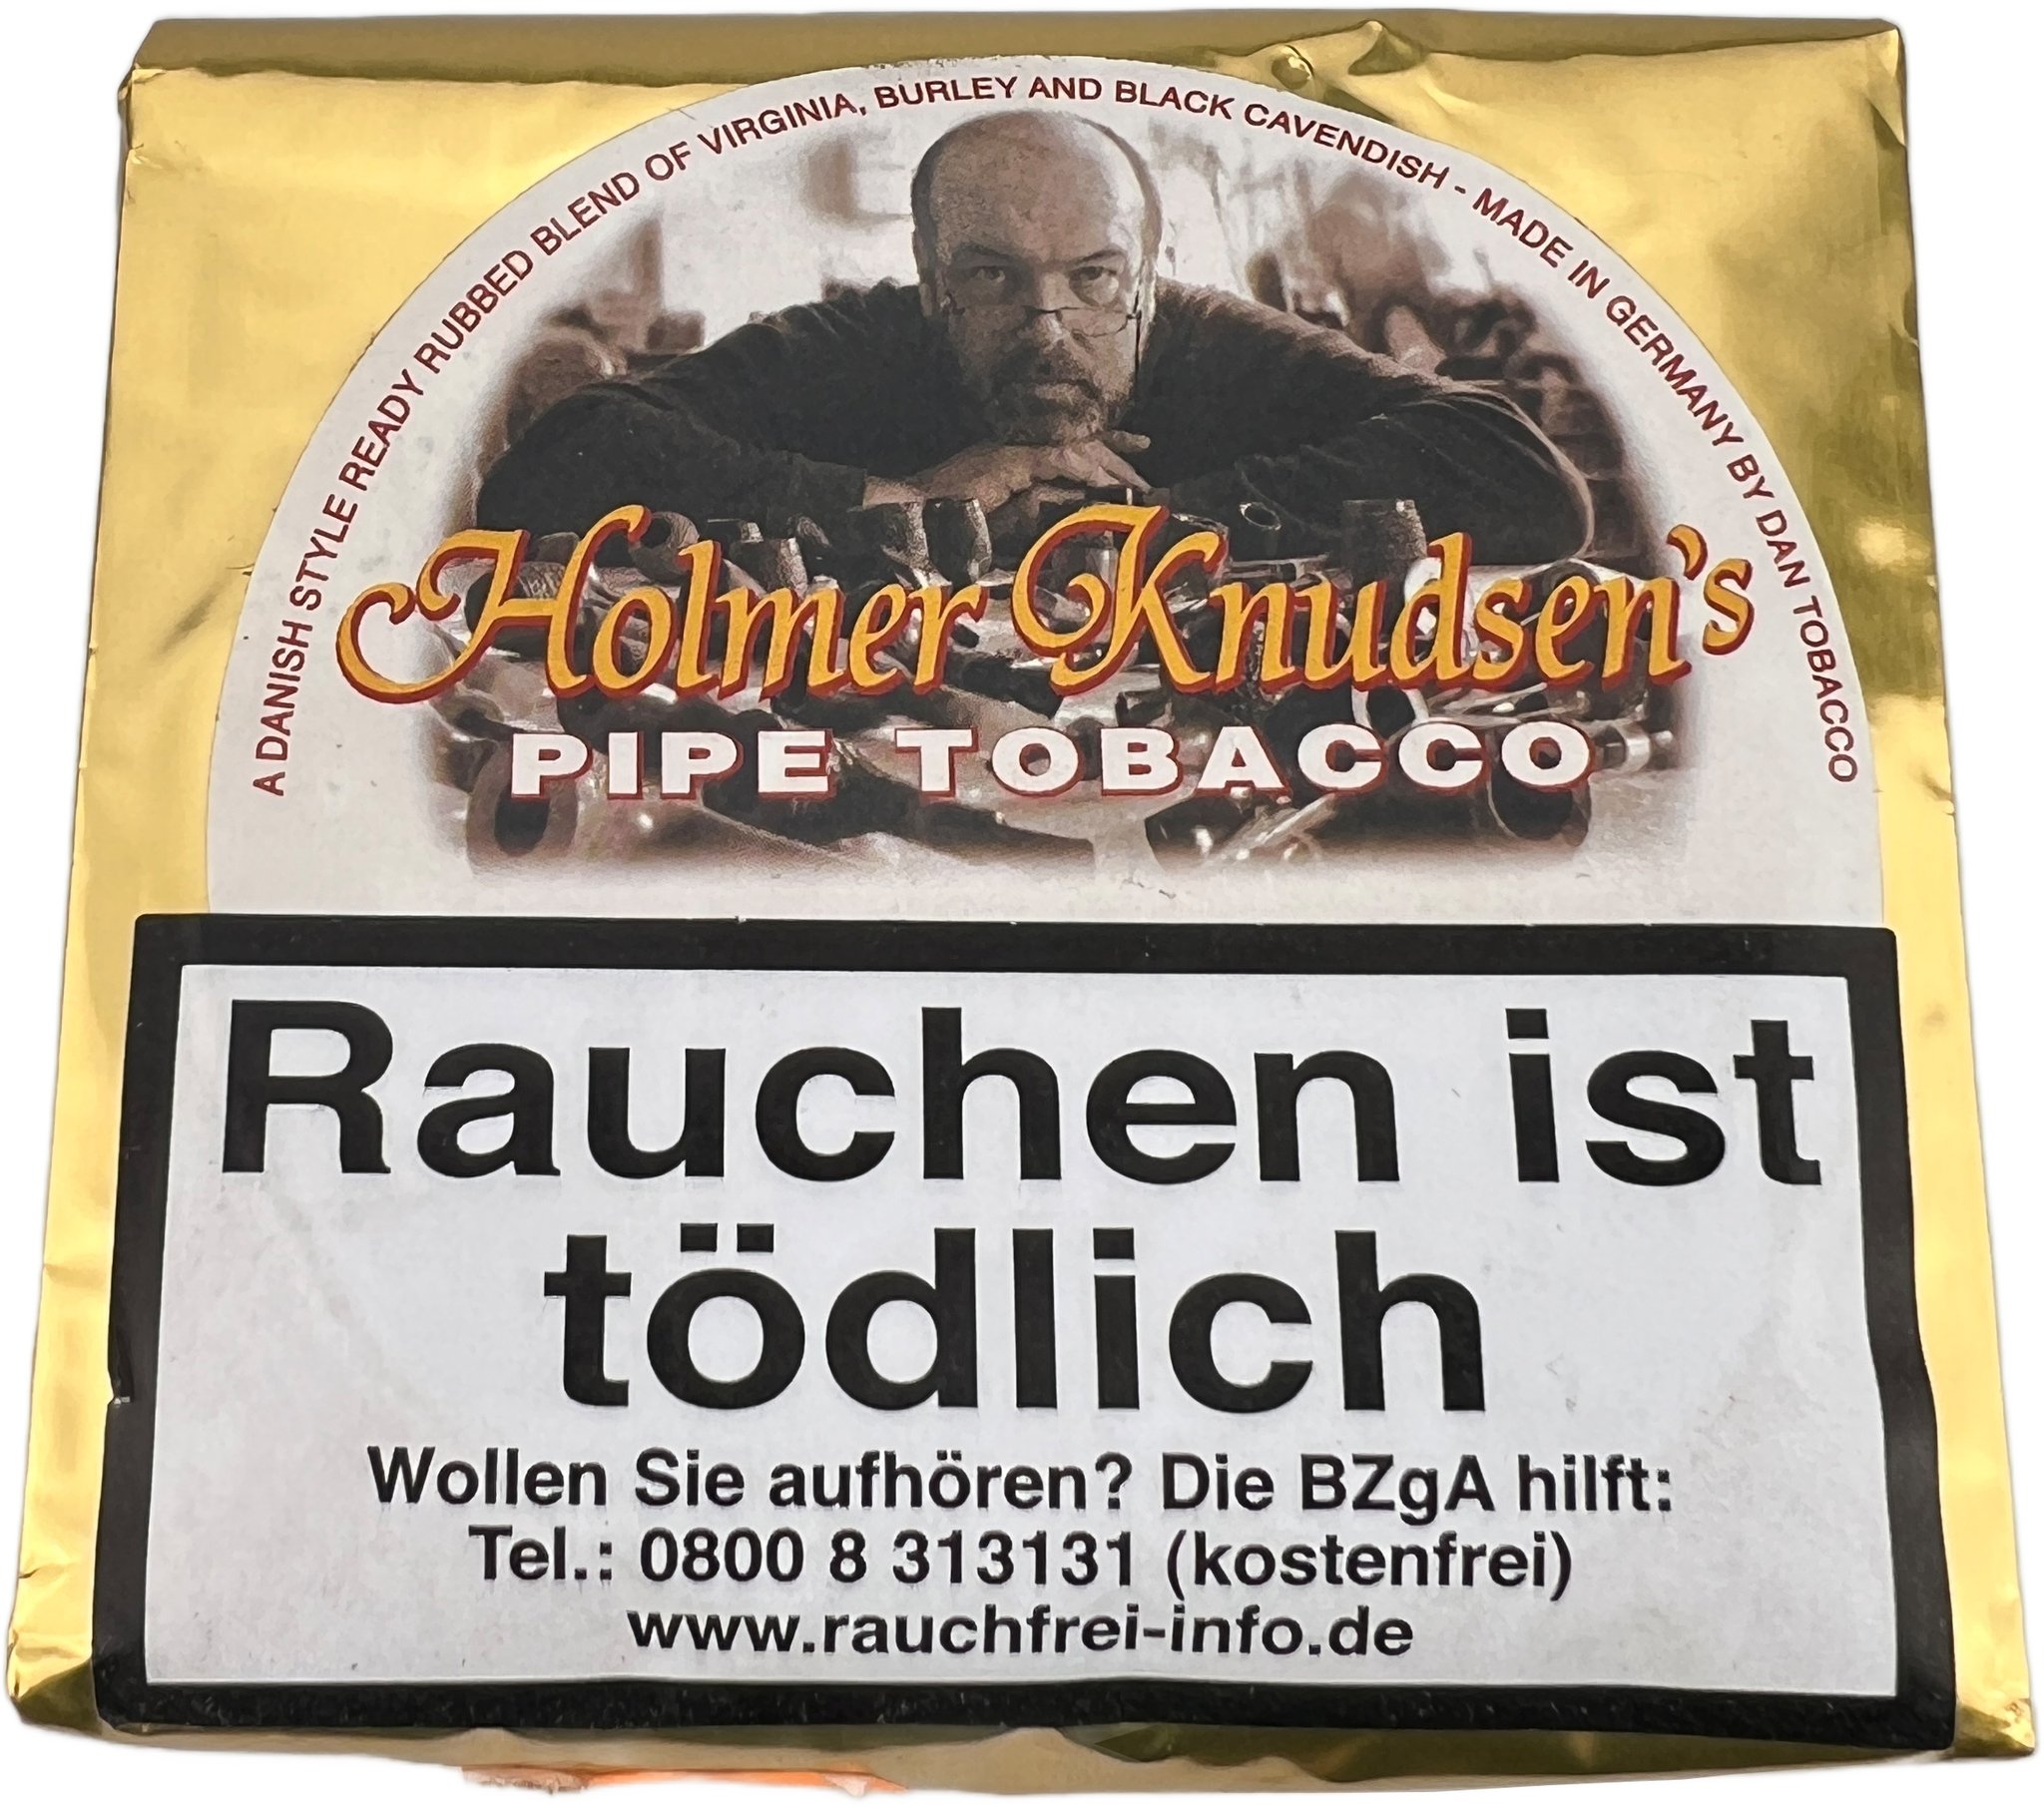 A DANISH STYLE READY RUBBED BLEND OF VIRGINIA, BURLEY AND BLACK CAVENDISH - MADE IN GERMANY BY DAN TOBACCO
Holmer Knudsen's
PIPE TOBACCO
Rauchen ist
tödlich
Wollen Sie aufhören? Die BZgA hilft:
Tel.: 0800 8 313131 (kostenfrei)
www.rauchfrei-info.de